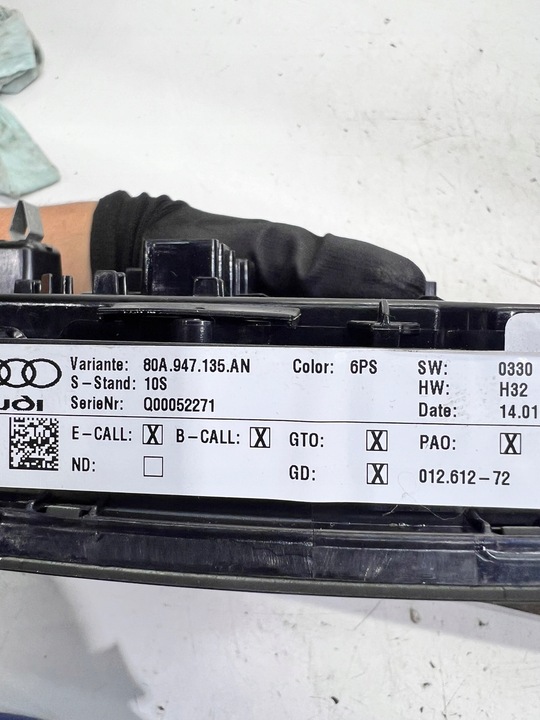 Variante: 80A.947.135.AN Color: 6PS SW: 0330
S-Stand: 10S HW: H32
SerieNr: Q00052271 Date: 14.01
E-CALL: X B-CALL: X GTO: X PAO: X
ND: GD: X 012.612-72